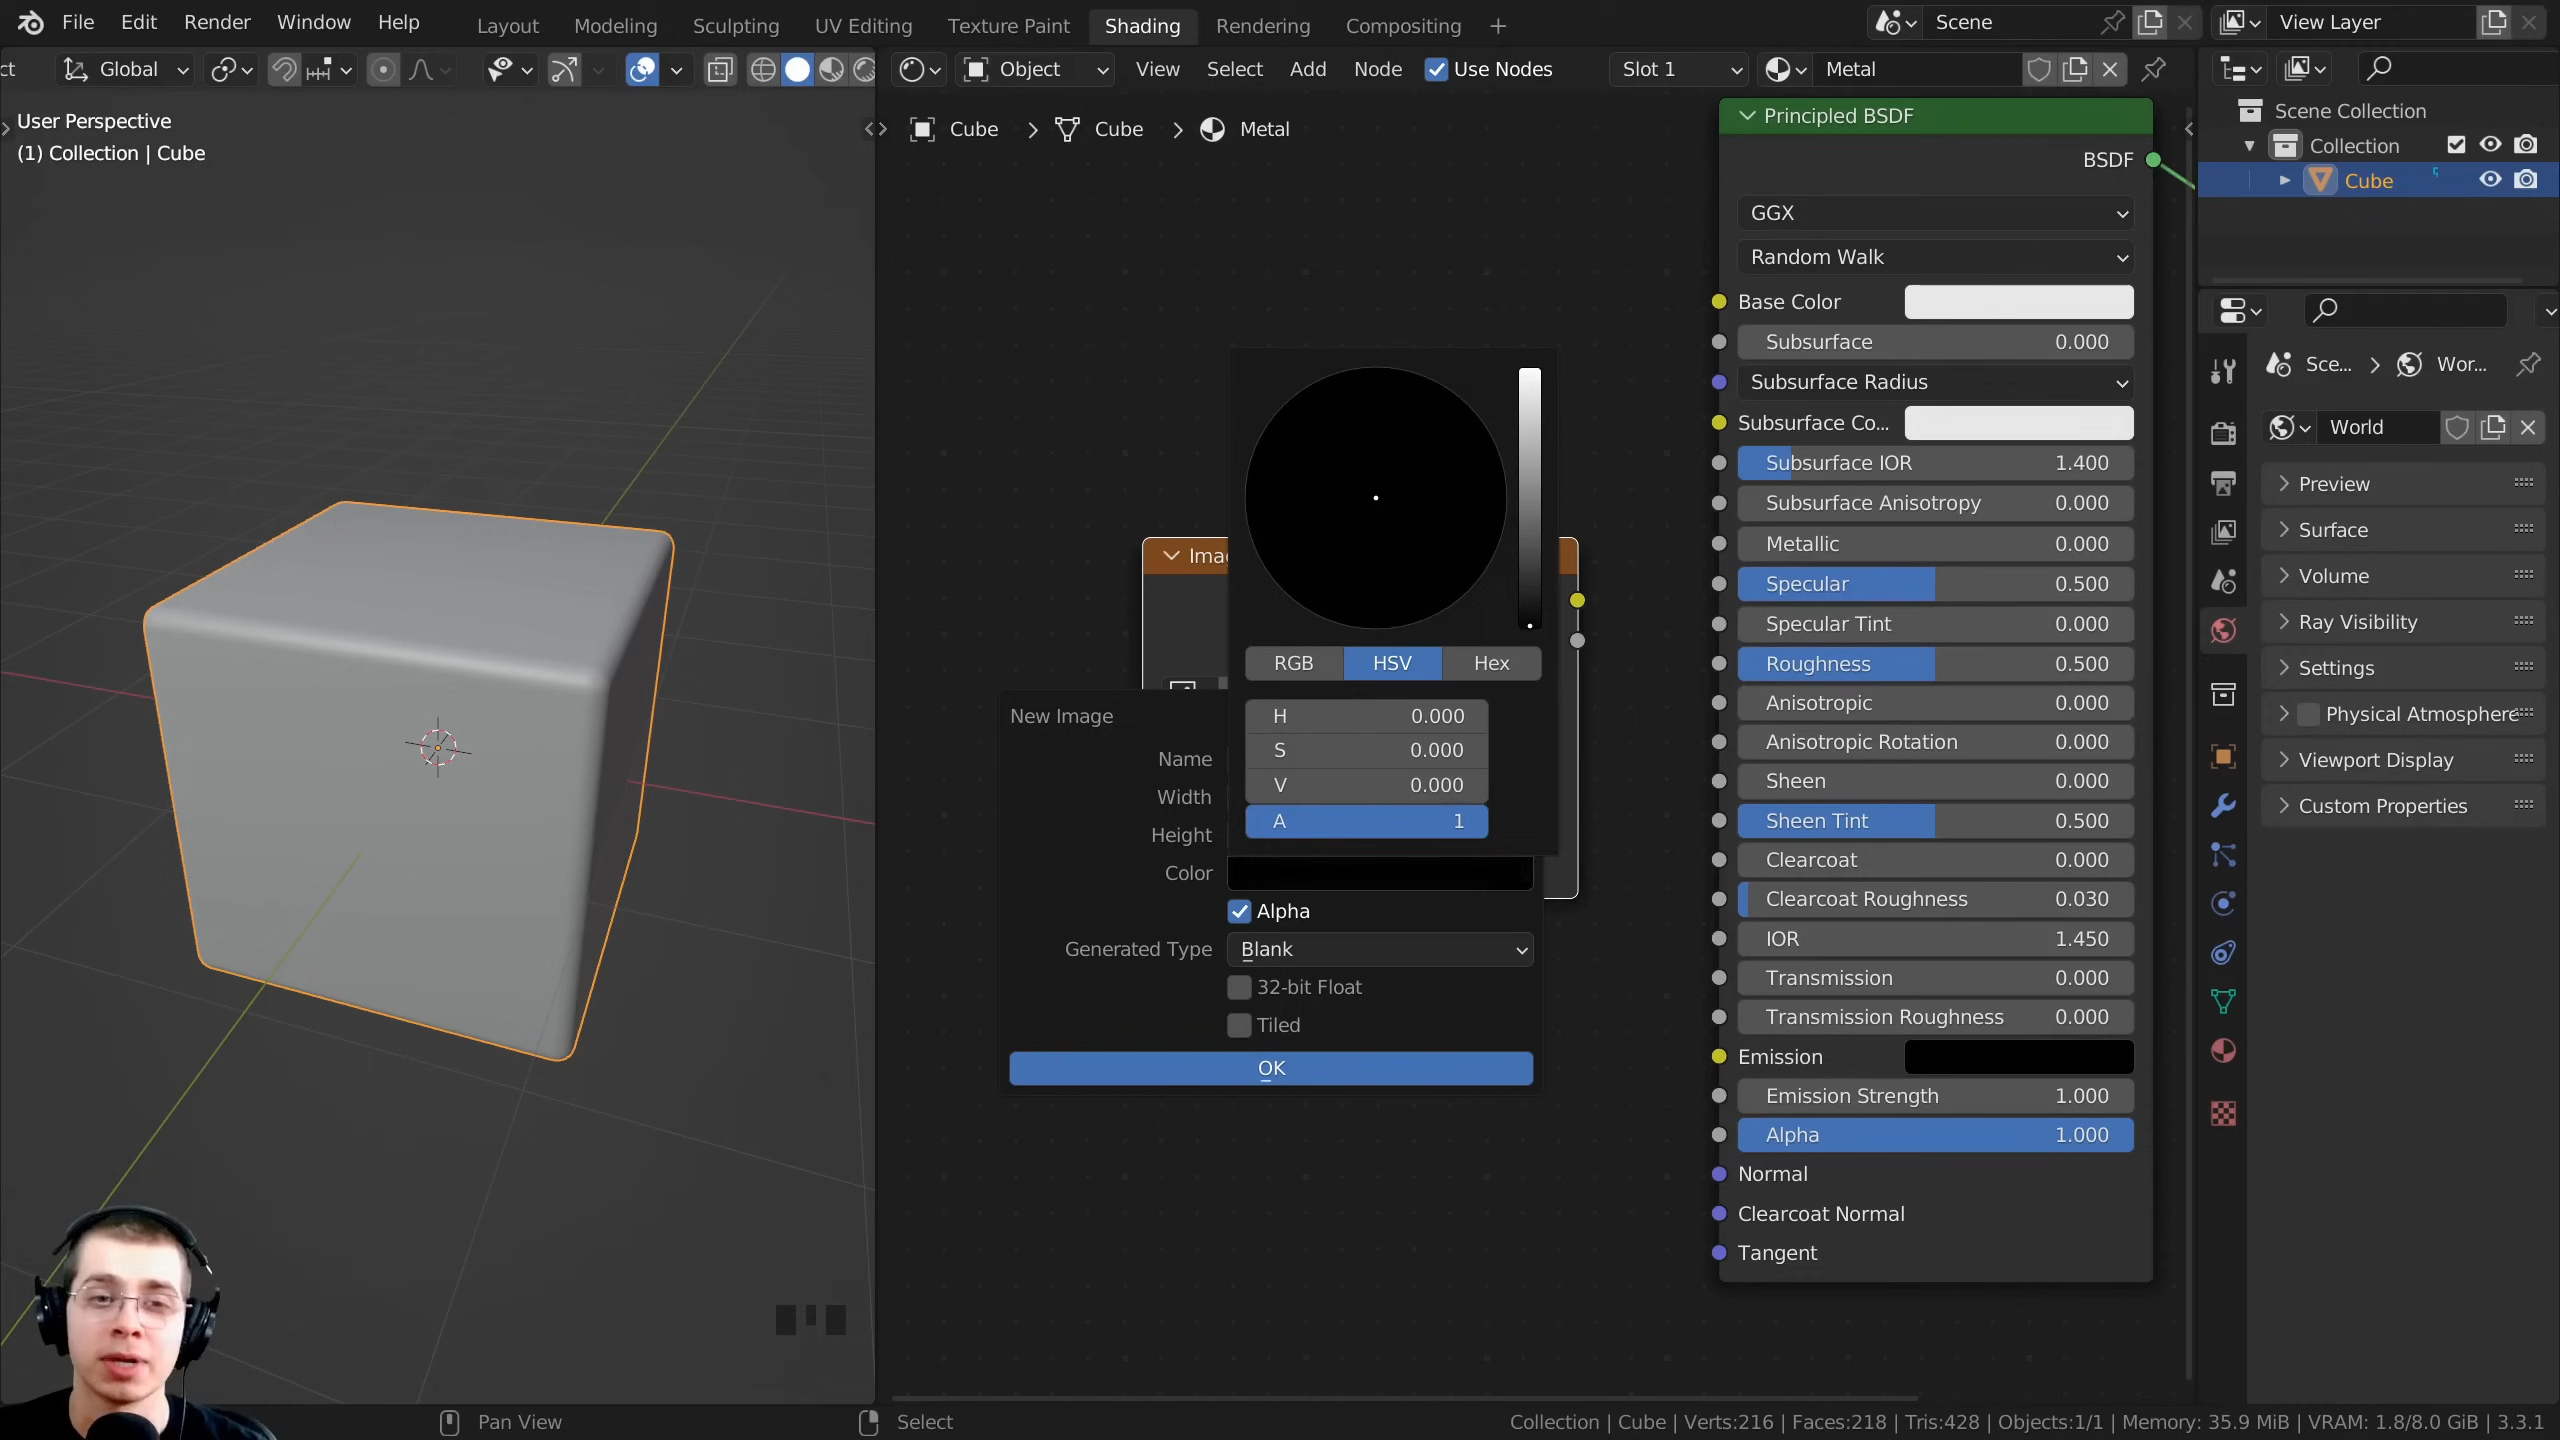 File Edit Render Window Help Layout Modeling Sculpting UV Editing Texture Paint Shading Rendering Compositing + Scene View Layer
ct Global Object View Select Add Node Use Nodes Slot 1 Metal
User Perspective
(1) Collection | Cube
Cube > Cube > Metal
New Image
Name
Width
Height
Color
Alpha
Generated Type Blank
32-bit Float
Tiled
OK
Imag
RGB HSV Hex
H 0.000
S 0.000
V 0.000
A 1
Principled BSDF
BSDF
GGX
Random Walk
Base Color
Subsurface 0.000
Subsurface Radius
Subsurface Co...
Subsurface IOR 1.400
Subsurface Anisotropy 0.000
Metallic 0.000
Specular 0.500
Specular Tint 0.000
Roughness 0.500
Anisotropic 0.000
Anisotropic Rotation 0.000
Sheen 0.000
Sheen Tint 0.500
Clearcoat 0.000
Clearcoat Roughness 0.030
IOR 1.450
Transmission 0.000
Transmission Roughness 0.000
Emission
Emission Strength 1.000
Alpha 1.000
Normal
Clearcoat Normal
Tangent
Scene Collection
Collection
Cube
Sce... > Wor...
World
Preview
Surface
Volume
Ray Visibility
Settings
Physical Atmosphere
Viewport Display
Custom Properties
Pan View Select Collection | Cube | Verts:216 | Faces:218 | Tris:428 | Objects:1/1 | Memory: 35.9 MiB | VRAM: 1.8/8.0 GiB | 3.3.1